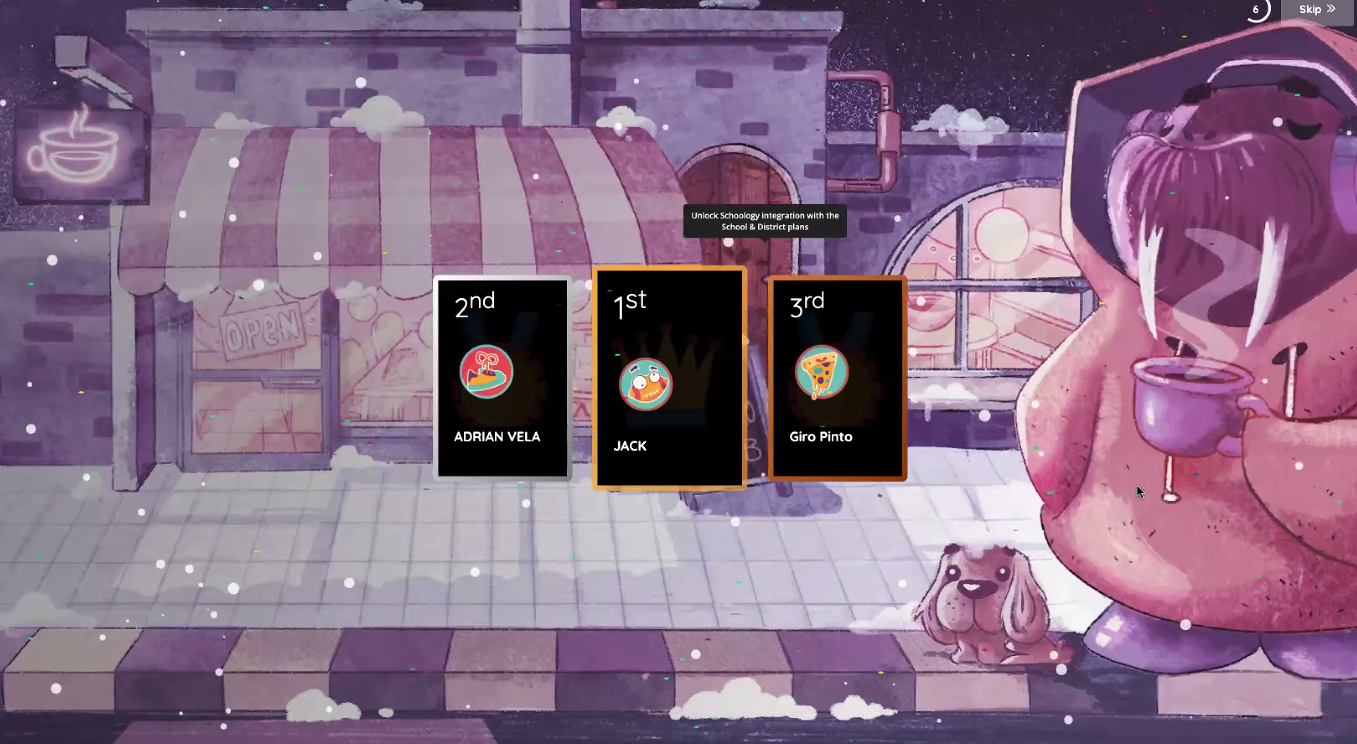 6
Skip
Unlock Schoology integration with the
School & District plans
OPEN
2nd
ADRIAN VELA
1st
JACK
3rd
Giro Pinto